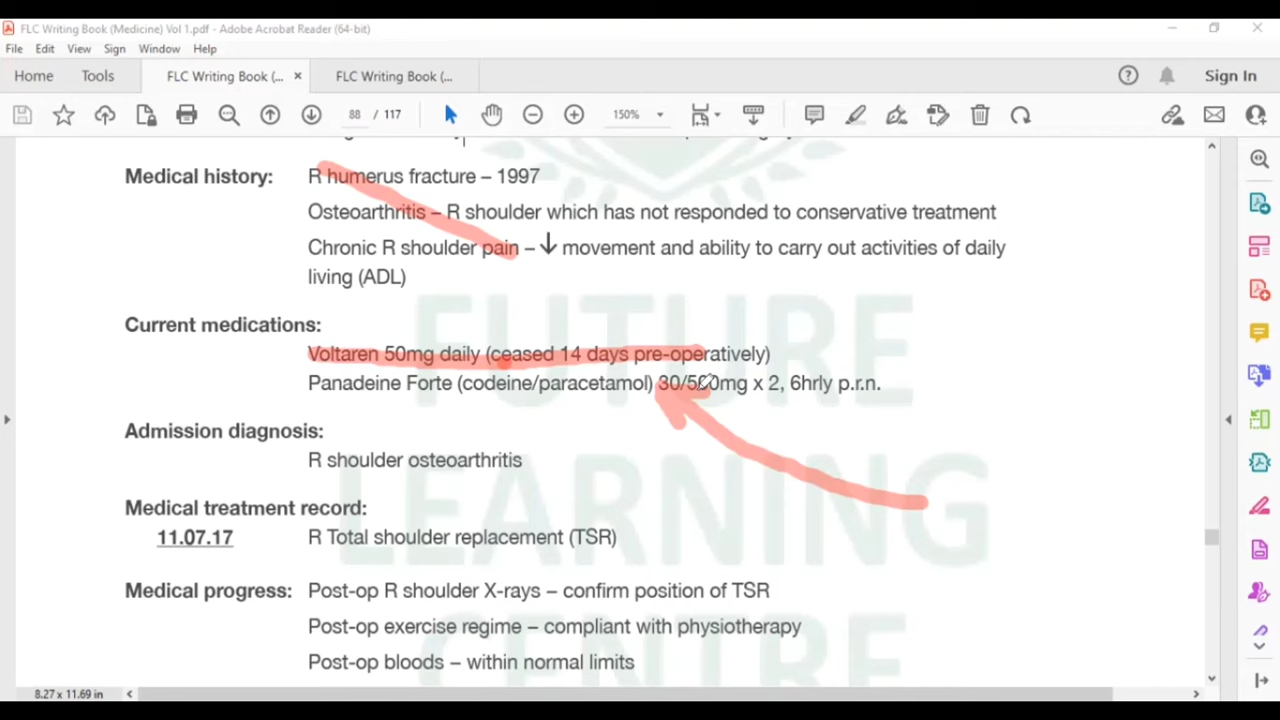 FLC Writing Book (Medicine) Vol 1.pdf - Adobe Acrobat Reader (64-bit)
File Edit View Sign Window Help
Home Tools FLC Writing Book (... × FLC Writing Book (... Sign In
88 / 117 150%
Medical history: R humerus fracture – 1997
Osteoarthritis – R shoulder which has not responded to conservative treatment
Chronic R shoulder pain – ↓ movement and ability to carry out activities of daily
living (ADL)
Current medications:
Voltaren 50mg daily (ceased 14 days pre-operatively)
Panadeine Forte (codeine/paracetamol) 30/500mg x 2, 6hrly p.r.n.
Admission diagnosis:
R shoulder osteoarthritis
Medical treatment record:
11.07.17 R Total shoulder replacement (TSR)
Medical progress: Post-op R shoulder X-rays – confirm position of TSR
Post-op exercise regime – compliant with physiotherapy
Post-op bloods – within normal limits
FUTURE
LEARNING
CENTRE
8.27 x 11.69 in